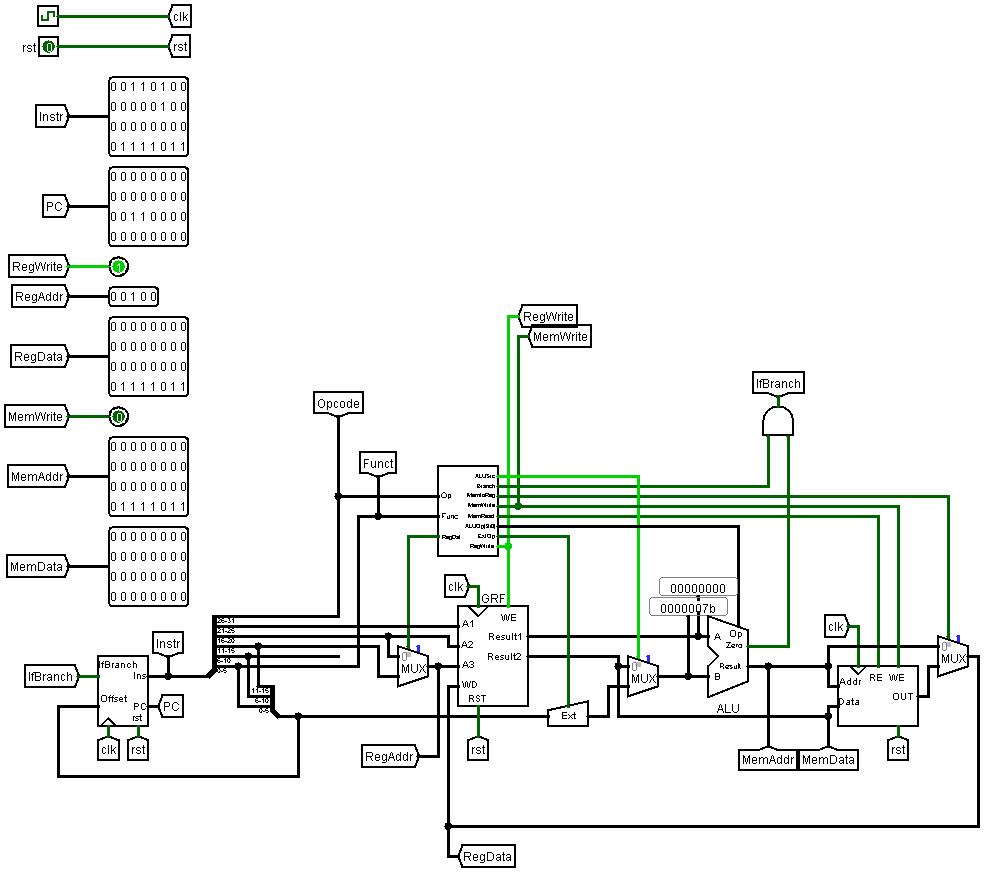 clk
rst 0 rst
Instr
0 0 1 1 0 1 0 0
0 0 0 0 0 1 0 0
0 0 0 0 0 0 0 0
0 1 1 1 1 0 1 1
PC
0 0 0 0 0 0 0 0
0 0 0 0 0 0 0 0
0 0 1 1 0 0 0 0
0 0 0 0 0 0 0 0
RegWrite 1
RegAddr 0 0 1 0 0
RegData
0 0 0 0 0 0 0 0
0 0 0 0 0 0 0 0
0 0 0 0 0 0 0 0
0 1 1 1 1 0 1 1
MemWrite 0
MemAddr
0 0 0 0 0 0 0 0
0 0 0 0 0 0 0 0
0 0 0 0 0 0 0 0
0 1 1 1 1 0 1 1
MemData
0 0 0 0 0 0 0 0
0 0 0 0 0 0 0 0
0 0 0 0 0 0 0 0
0 0 0 0 0 0 0 0
RegWrite
MemWrite
IfBranch
Opcode
Funct
Op
Func
RegDst
ALUSrc
Branch
MemtoReg
MemWrite
MemRead
ALUOp[3:0]
ExtOp
RegWrite
clk
GRF
WE
A1
A2
A3
WD
RST
Result1
Result2
rst
26-31
21-25
16-20
11-15
6-10
0-5
11-15
6-10
0-5
Instr
IfBranch
IfBranch
Ins
Offset
PC
rst
PC
clk
rst
0
MUX
1
RegAddr
Ext
0
MUX
1
00000000
0000007b
A
B
Op
Zero
Result
ALU
clk
Addr
Data
RE
WE
OUT
rst
0
MUX
1
MemAddr
MemData
RegData